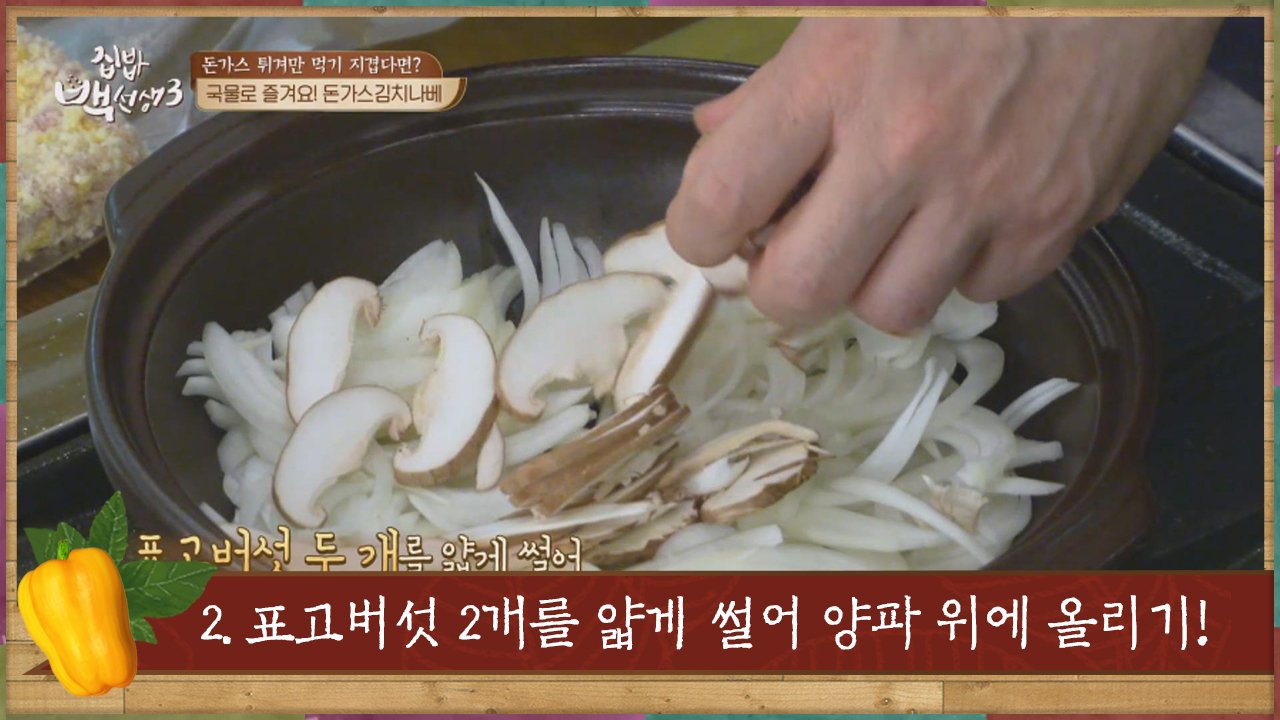 집밥
백선생3
돈가스 튀겨만 먹기 지겹다면?
국물로 즐겨요! 돈가스김치나베
표고버섯 두 개를 얇게 썰어
2. 표고버섯 2개를 얇게 썰어 양파 위에 올리기!